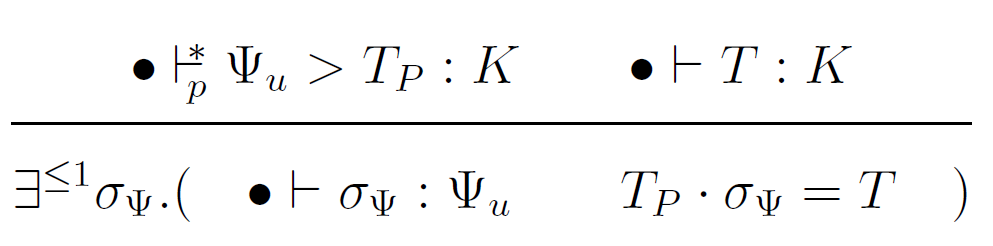 • ⊢*ₚ Ψᵤ > T_P : K    • ⊢ T : K
∃^{≤1}σ_Ψ.(  • ⊢ σ_Ψ : Ψᵤ    T_P · σ_Ψ = T  )